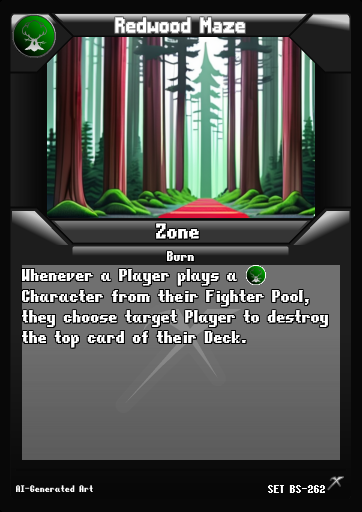 Redwood Maze
Zone
Burn
Whenever a Player plays a
Character from their Fighter Pool,
they choose target Player to destroy
the top card of their Deck.
AI-Generated Art
SET BS-262